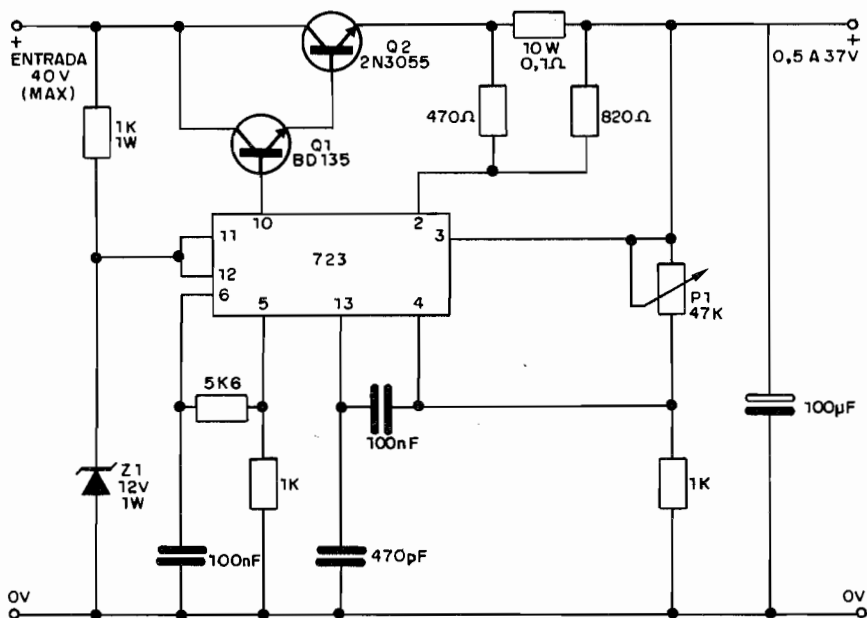 +
ENTRADA
40V
(MAX)
1K
1W
Q2
2N3055
Q1
BD135
10W
0,1Ω
470Ω
820Ω
+
0,5A 37V
10
2
11
12
6
723
3
5
13
4
P1
47K
5K6
100nF
100µF
Z1
12V
1W
1K
1K
100nF
470pF
0V
0V